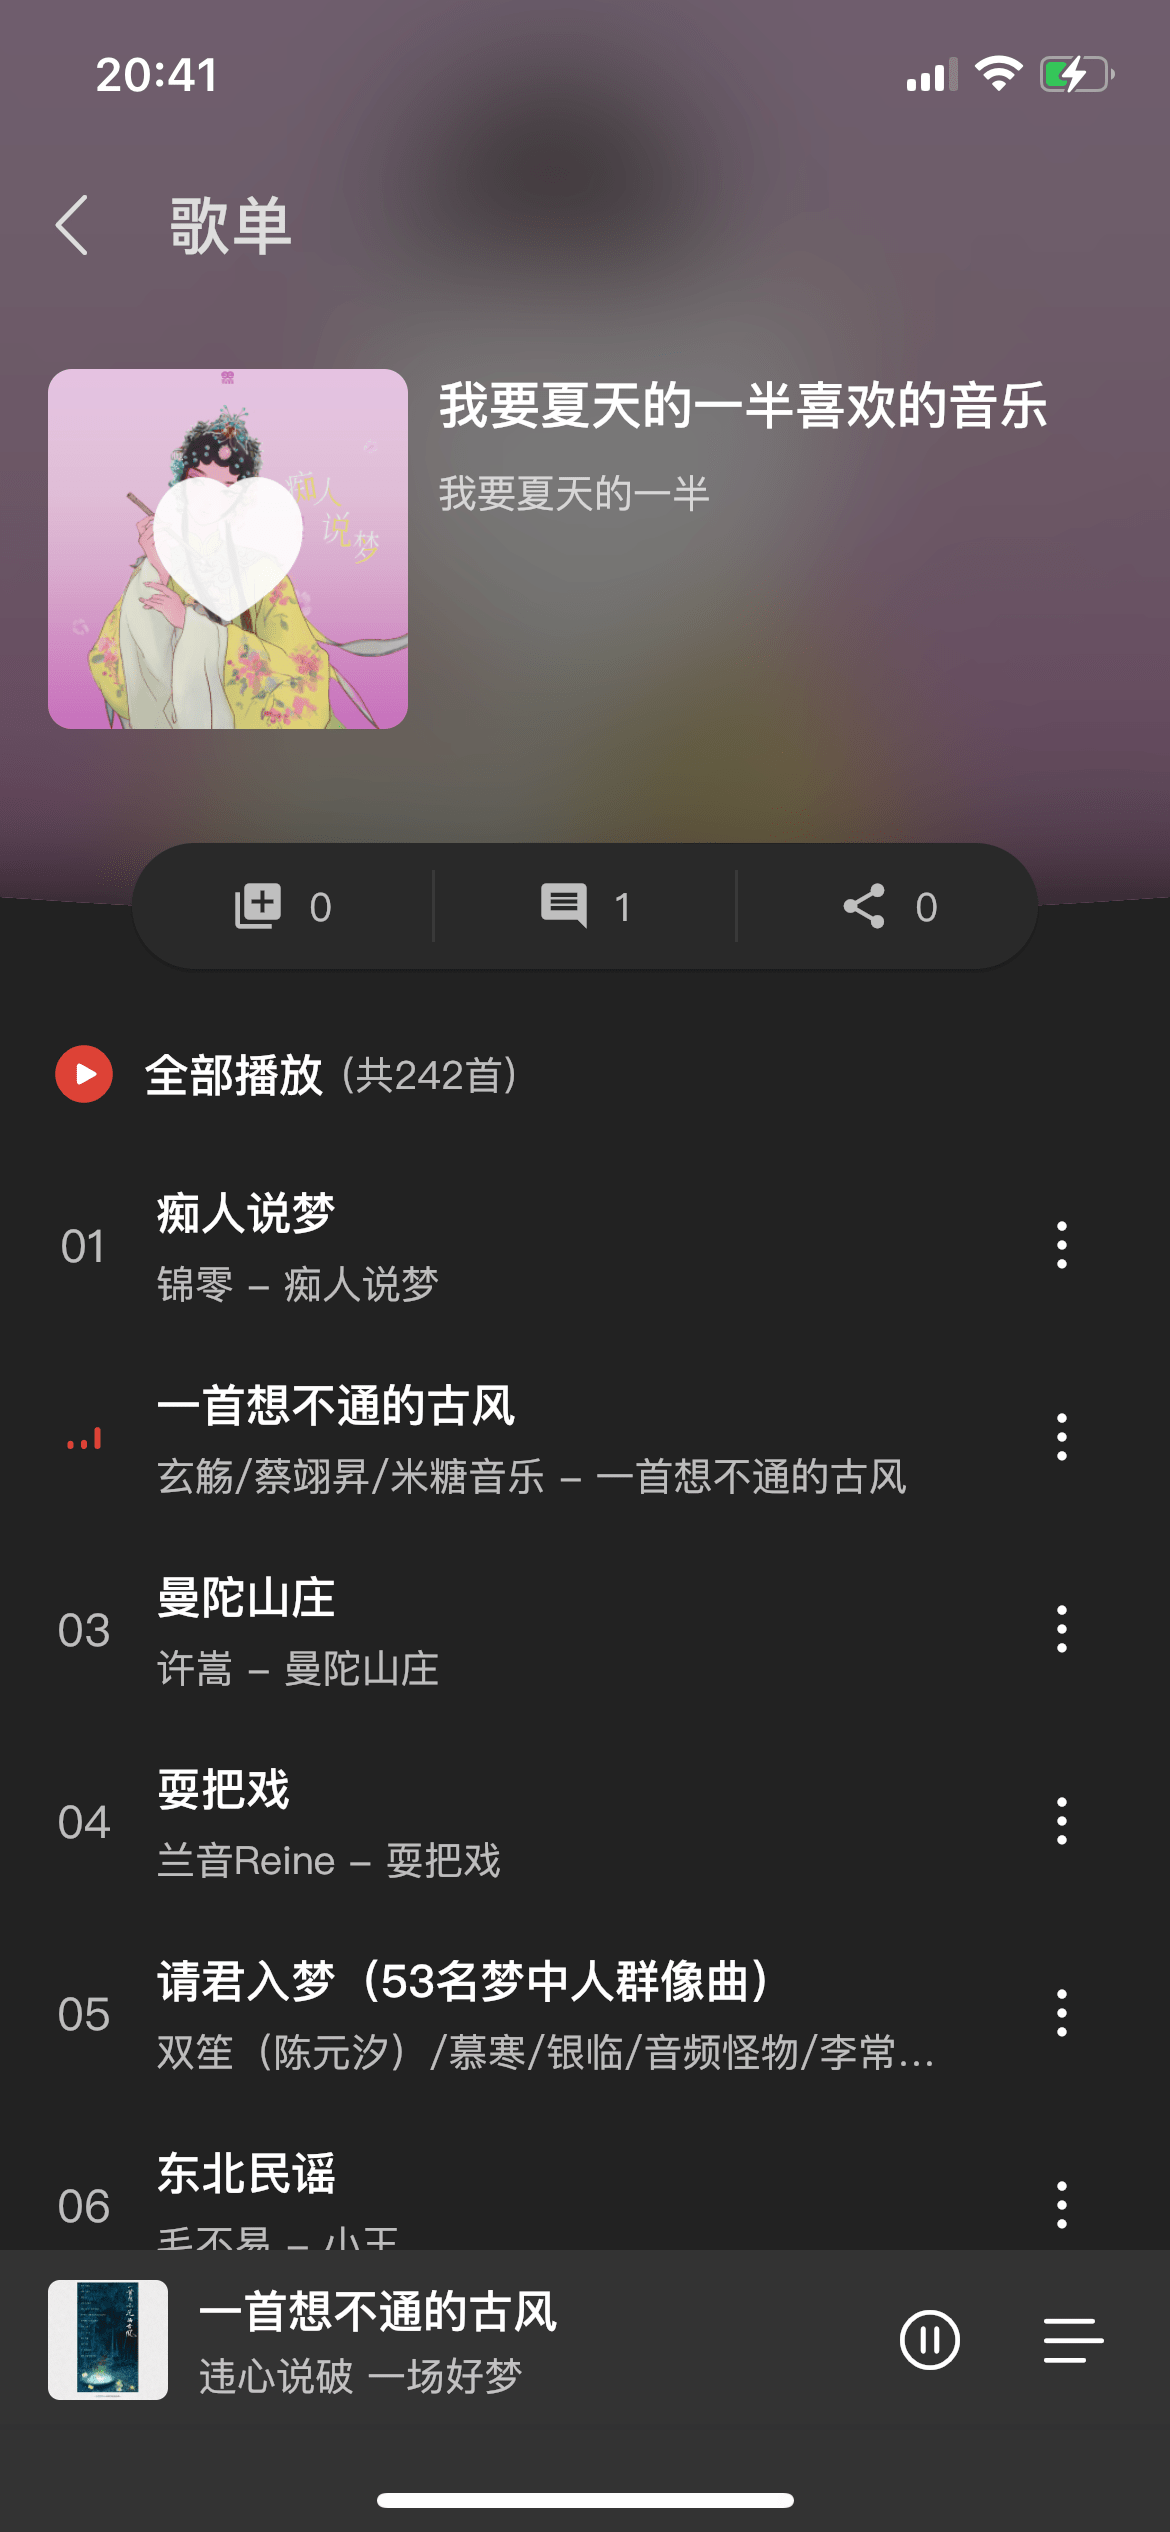 20:41
歌单
痴人
说
梦
我要夏天的一半喜欢的音乐
我要夏天的一半
0
1
0
全部播放 (共242首)
01
痴人说梦
锦零 – 痴人说梦
一首想不通的古风
玄觞/蔡翊昇/米糖音乐 – 一首想不通的古风
03
曼陀山庄
许嵩 – 曼陀山庄
04
耍把戏
兰音Reine – 耍把戏
05
请君入梦（53名梦中人群像曲）
双笙（陈元汐）/慕寒/银临/音频怪物/李常...
06
东北民谣
毛不易 – 小王
一首想不通的古风
违心说破 一场好梦